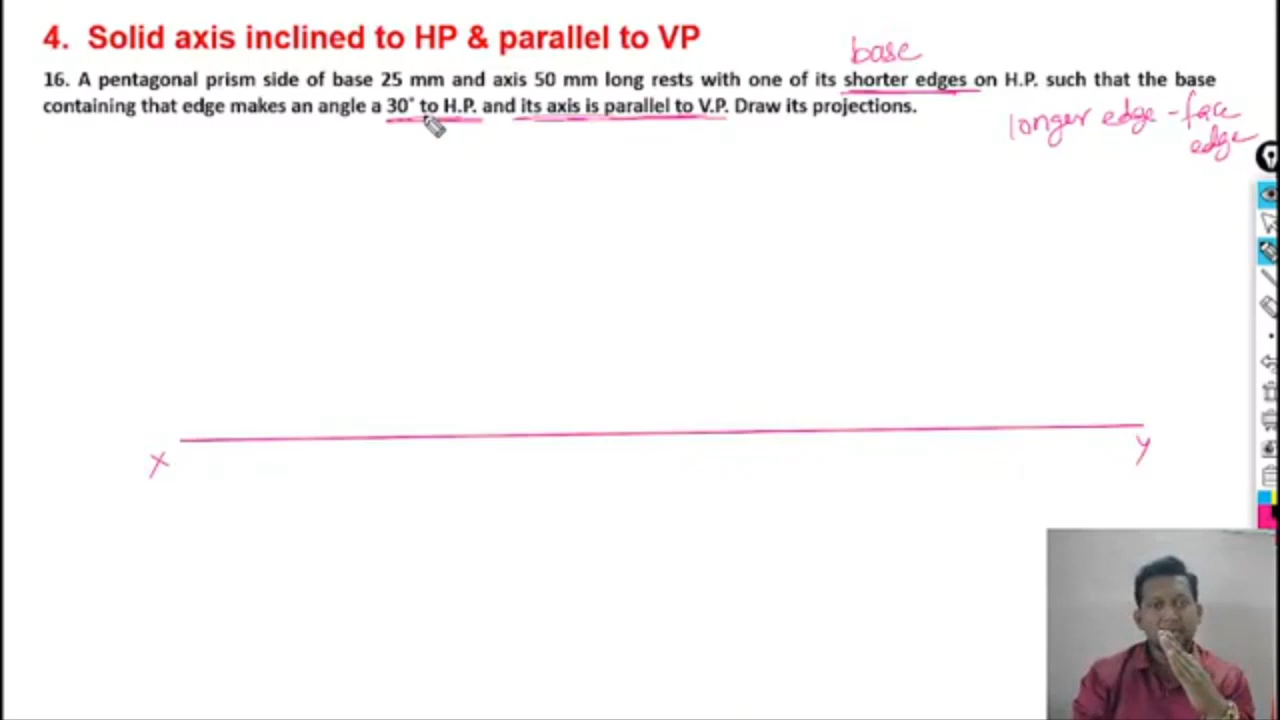 4. Solid axis inclined to HP & parallel to VP
base
16. A pentagonal prism side of base 25 mm and axis 50 mm long rests with one of its shorter edges on H.P. such that the base
containing that edge makes an angle a 30° to H.P. and its axis is parallel to V.P. Draw its projections.
longer edge - face
edge
X
Y